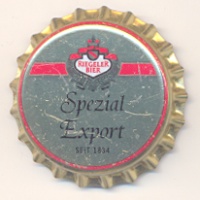 RIEGELER
BIER
Spezial
Export
SEIT 1834